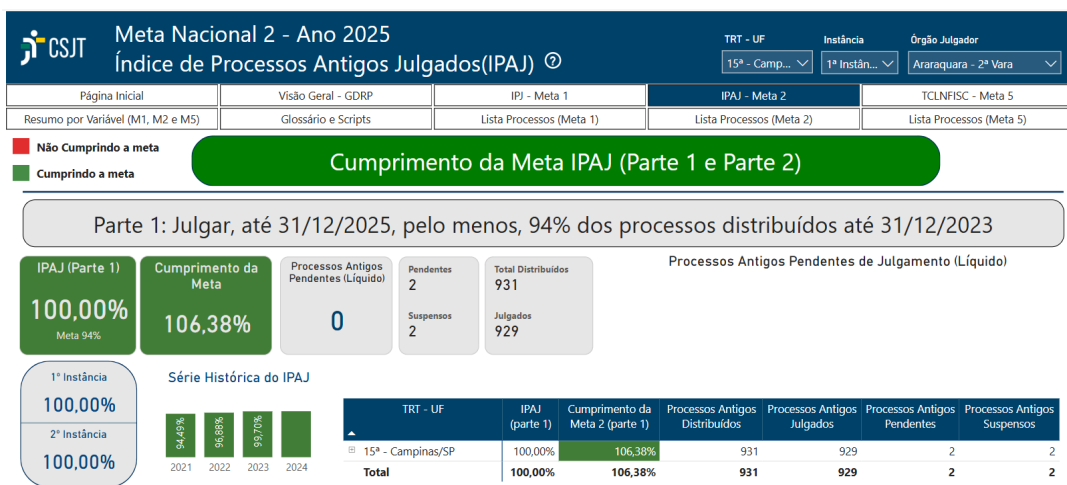 CSJT
Meta Nacional 2 - Ano 2025
Índice de Processos Antigos Julgados(IPAJ) ?
TRT - UF
15ª - Camp...
Instância
1ª Instân...
Órgão Julgador
Araraquara - 2ª Vara
Página Inicial
Visão Geral - GDRP
IPJ - Meta 1
IPAJ - Meta 2
TCLNFISC - Meta 5
Resumo por Variável (M1, M2 e M5)
Glossário e Scripts
Lista Processos (Meta 1)
Lista Processos (Meta 2)
Lista Processos (Meta 5)
Não Cumprindo a meta
Cumprindo a meta
Cumprimento da Meta IPAJ (Parte 1 e Parte 2)
Parte 1: Julgar, até 31/12/2025, pelo menos, 94% dos processos distribuídos até 31/12/2023
IPAJ (Parte 1)
100,00%
Meta 94%
Cumprimento da
Meta
106,38%
Processos Antigos
Pendentes (Líquido)
0
Pendentes
2
Suspensos
2
Total Distribuídos
931
Julgados
929
Processos Antigos Pendentes de Julgamento (Líquido)
1ª Instância
100,00%
2ª Instância
100,00%
Série Histórica do IPAJ
94,49% 96,88% 99,70%
2021 2022 2023 2024
TRT - UF
IPAJ
(parte 1)
Cumprimento da
Meta 2 (parte 1)
Processos Antigos
Distribuídos
Processos Antigos
Julgados
Processos Antigos
Pendentes
Processos Antigos
Suspensos
15ª - Campinas/SP 100,00% 106,38% 931 929 2 2
Total 100,00% 106,38% 931 929 2 2